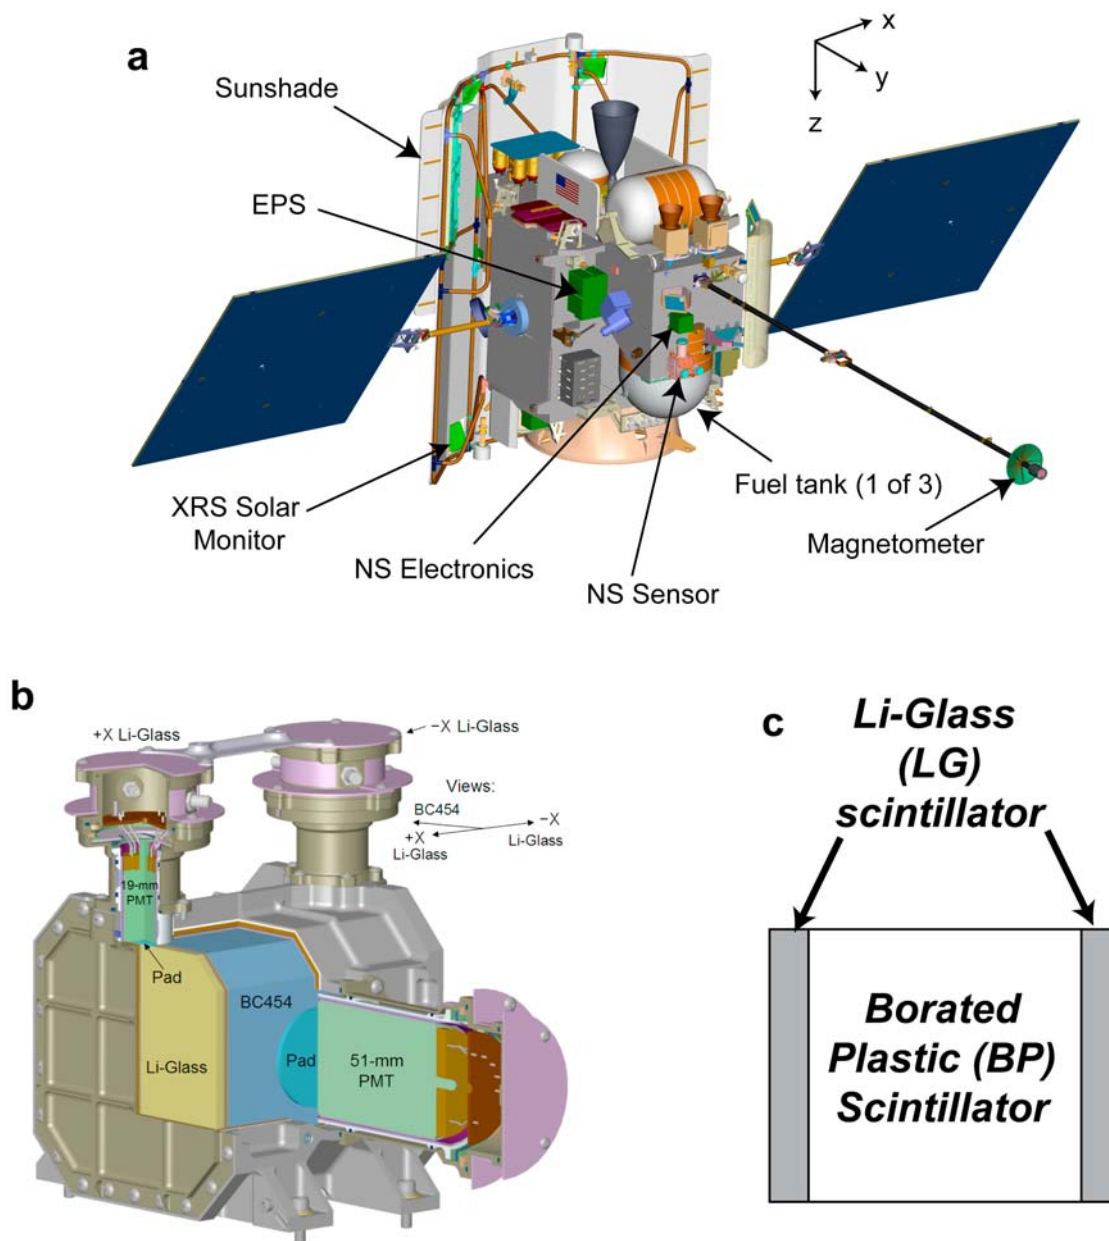 a
x
y
z
Sunshade
EPS
XRS Solar
Monitor
NS Electronics
NS Sensor
Fuel tank (1 of 3)
Magnetometer
b
+X Li-Glass
−X Li-Glass
Views:
BC454
+X
Li-Glass
−X
Li-Glass
19-mm
PMT
Pad
BC454
Li-Glass
Pad
51-mm
PMT
c
Li-Glass
(LG)
scintillator
Borated
Plastic (BP)
Scintillator